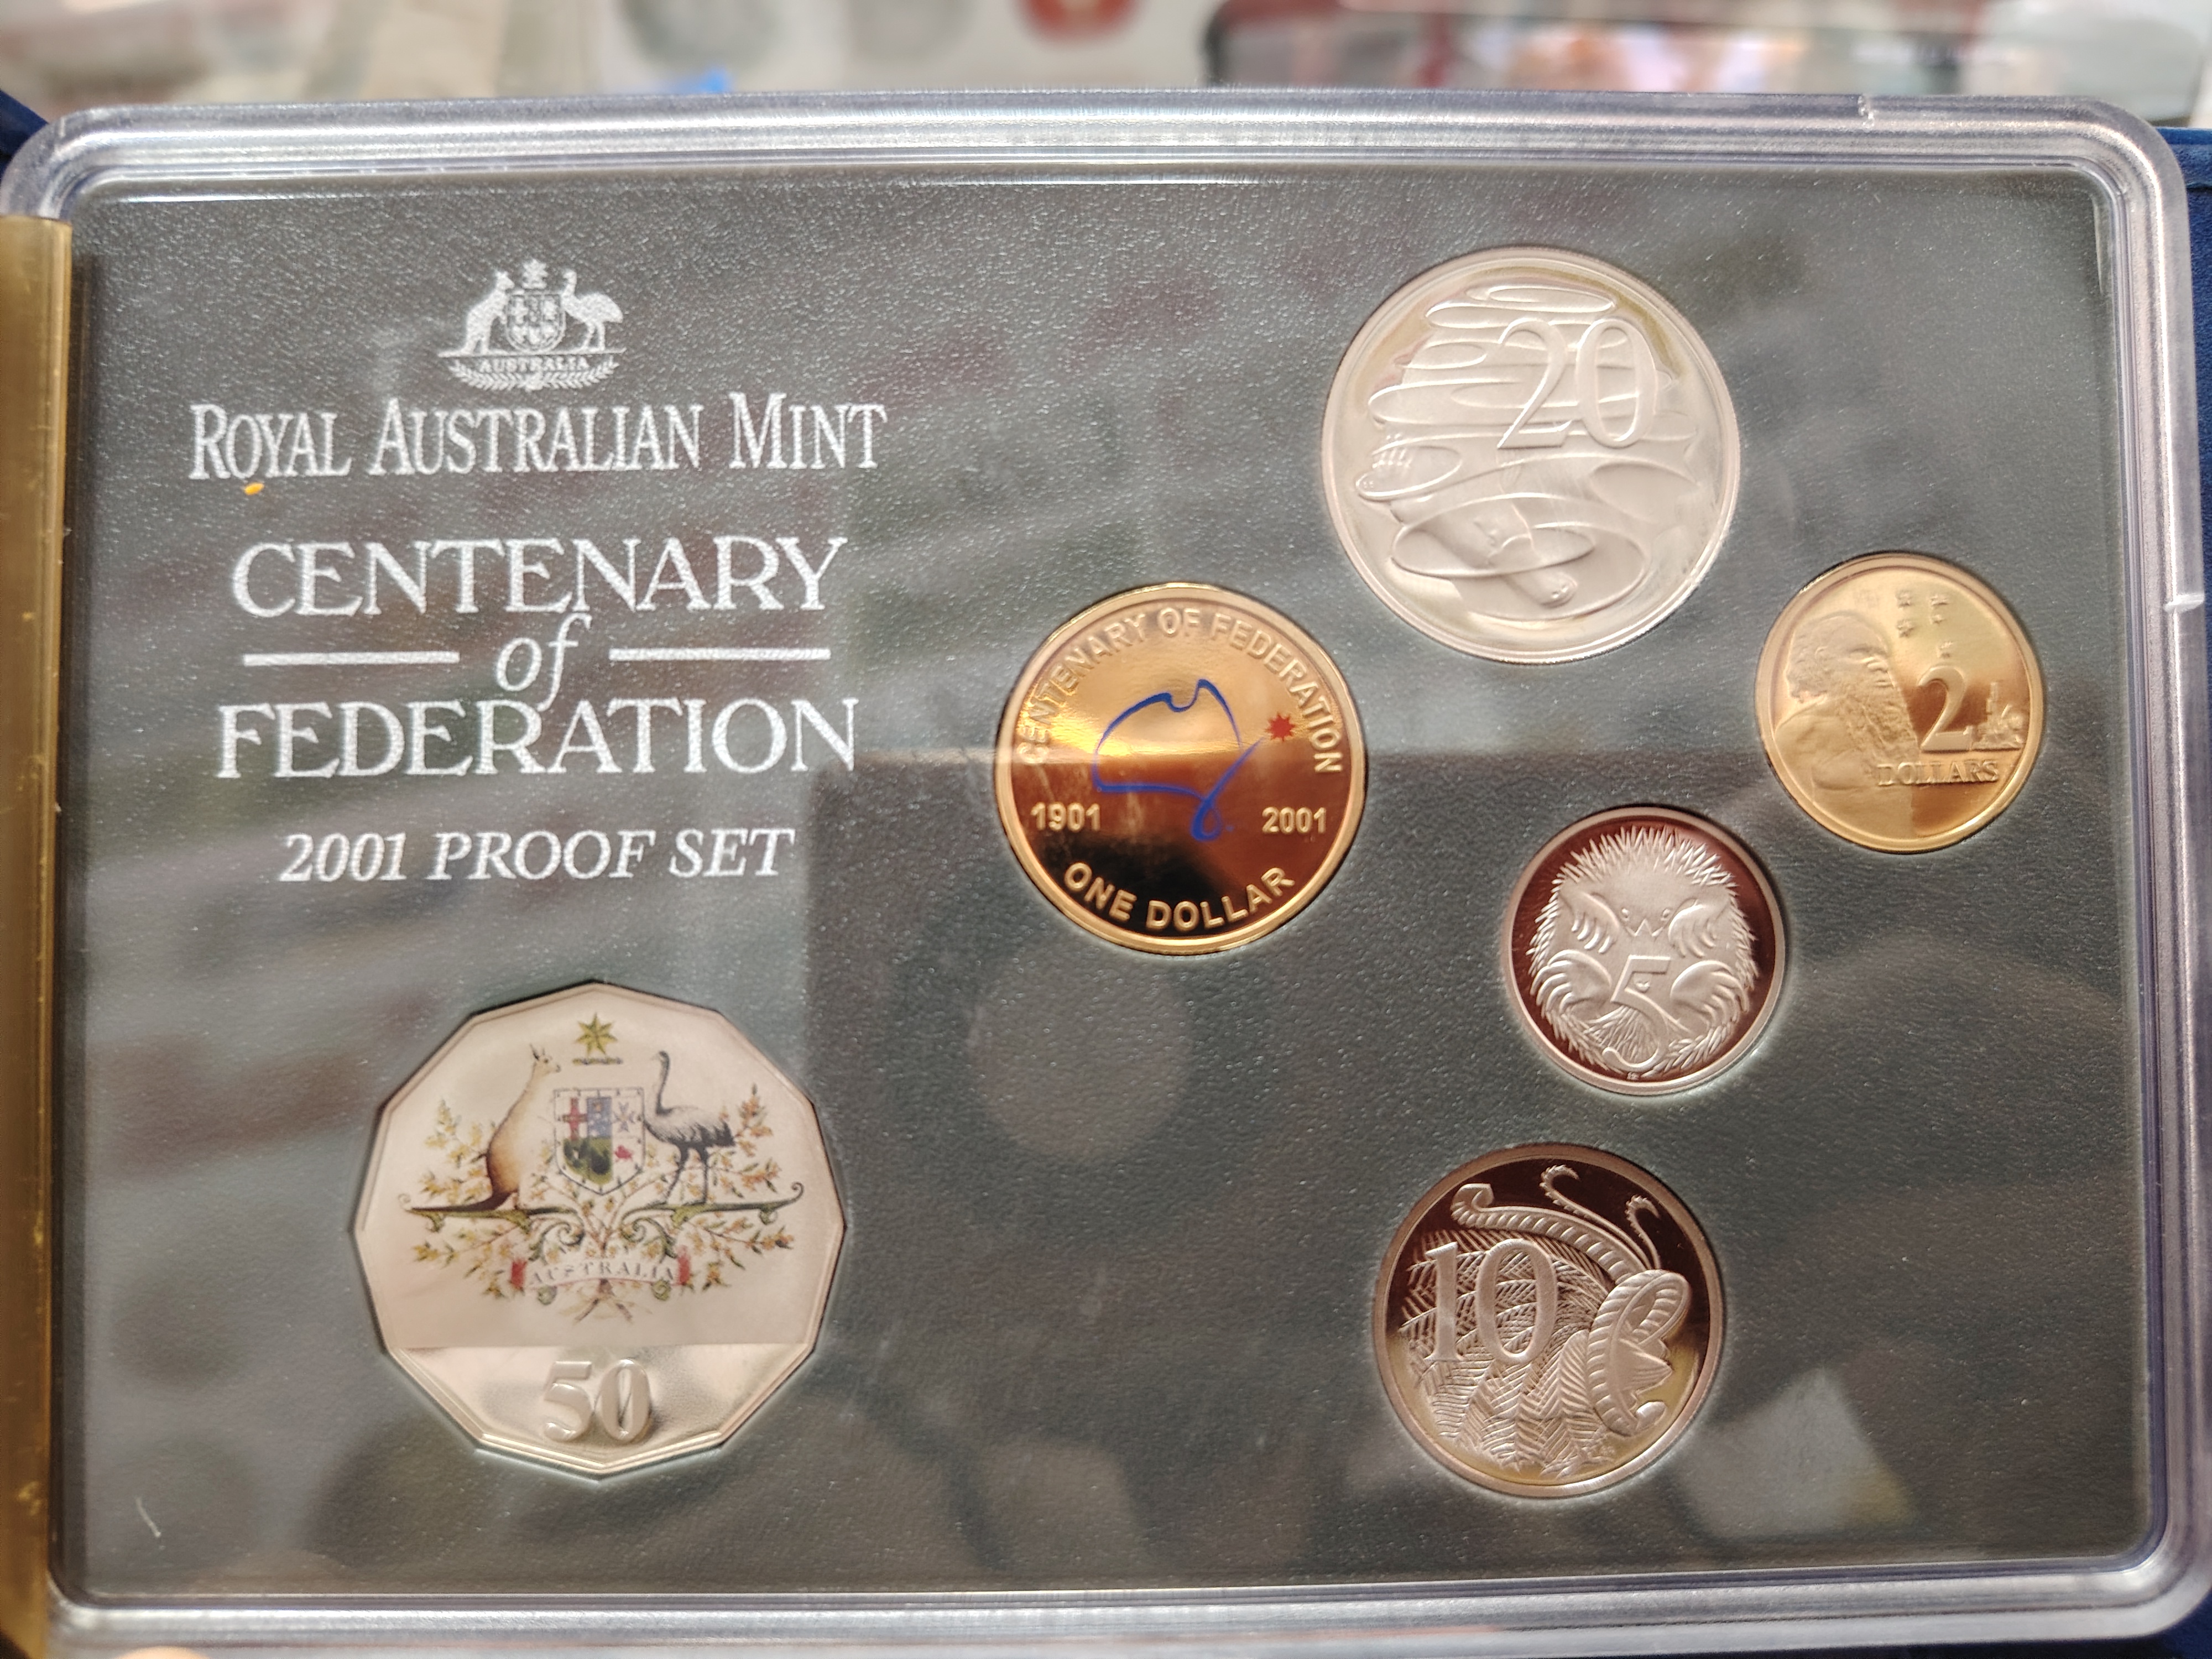 AUSTRALIA
ROYAL AUSTRALIAN MINT
CENTENARY
of
FEDERATION
2001 PROOF SET
CENTENARY OF FEDERATION
1901 2001
ONE DOLLAR
20
2
DOLLARS
5
10
AUSTRALIA
50